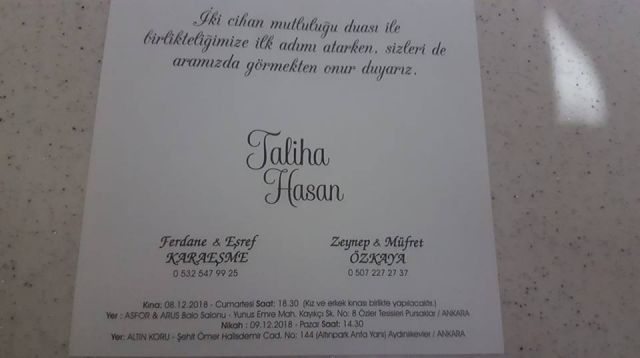 İki cihan mutluluğu duası ile
birlikteliğimize ilk adımı atarken, sizleri de
aramızda görmekten onur duyarız.
Taliha
Hasan
Ferdane & Eşref
KARAEŞME
0 532 547 99 25
Zeynep & Müfret
ÖZKAYA
0 507 227 27 37
Kına: 08.12.2018 - Cumartesi Saat: 18.30 (Kız ve erkek kınası birlikte yapılacaktır.)
Yer : ASFOR & ARUS Balo Salonu - Yunus Emre Mah. Kayıkçı Sk. No: 8 Özler Tesisleri Pursaklar / ANKARA
Nikah : 09.12.2018 - Pazar Saat: 14.30
Yer: ALTIN KORU - Şehit Ömer Halisdemir Cad. No: 144 (Altınpark Anfa Yanı) Aydınlıkevler / ANKARA